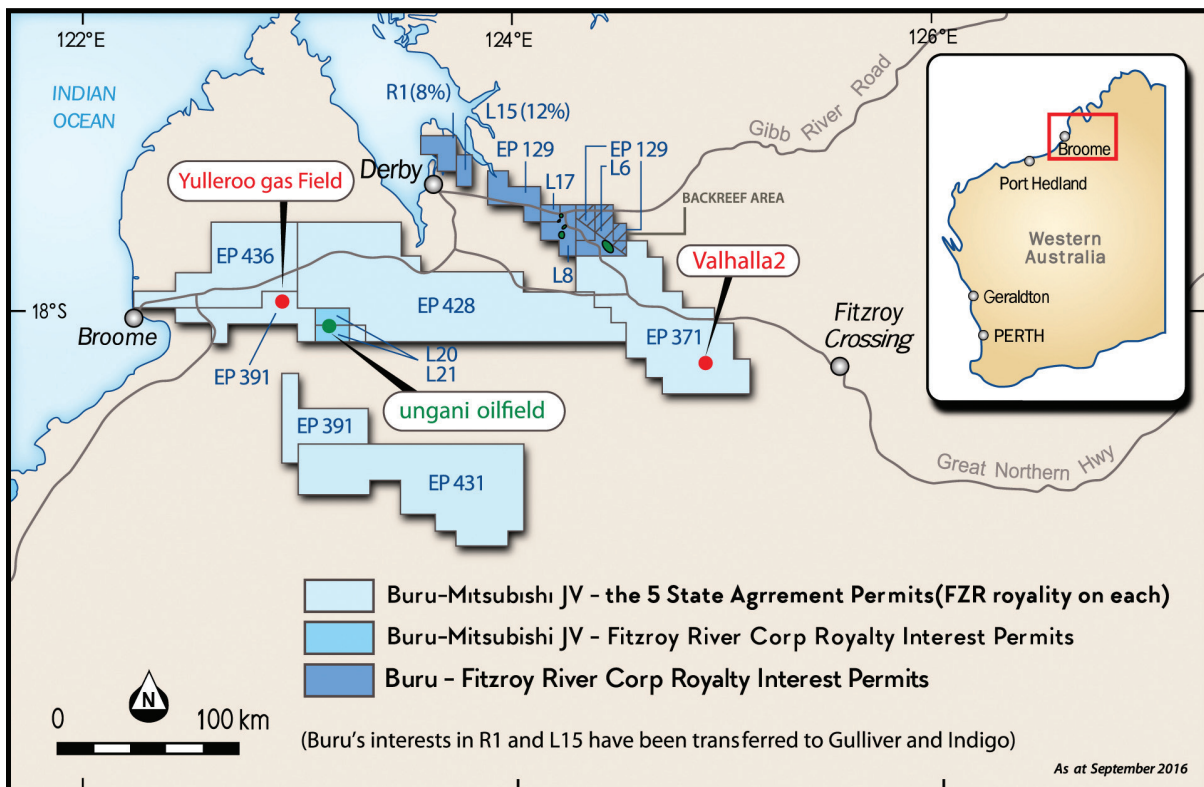 122°E
124°E
126°E
INDIAN
OCEAN
R1(8%)
L15(12%)
Gibb River Road
EP 129
EP 129
L6
Derby
L17
Yulleroo gas Field
BACKREEF AREA
EP 436
L8
Valhalla2
18°S
EP 428
Broome
EP 371
Fitzroy
Crossing
EP 391
L20
L21
ungani oilfield
EP 391
EP 431
Great Northern Hwy
Broome
Port Hedland
Western
Australia
Geraldton
PERTH
Buru-Mitsubishi JV - the 5 State Agrrement Permits(FZR royality on each)
Buru-Mitsubishi JV - Fitzroy River Corp Royalty Interest Permits
Buru - Fitzroy River Corp Royalty Interest Permits
N
0 100 km
(Buru's interests in R1 and L15 have been transferred to Gulliver and Indigo)
As at September 2016